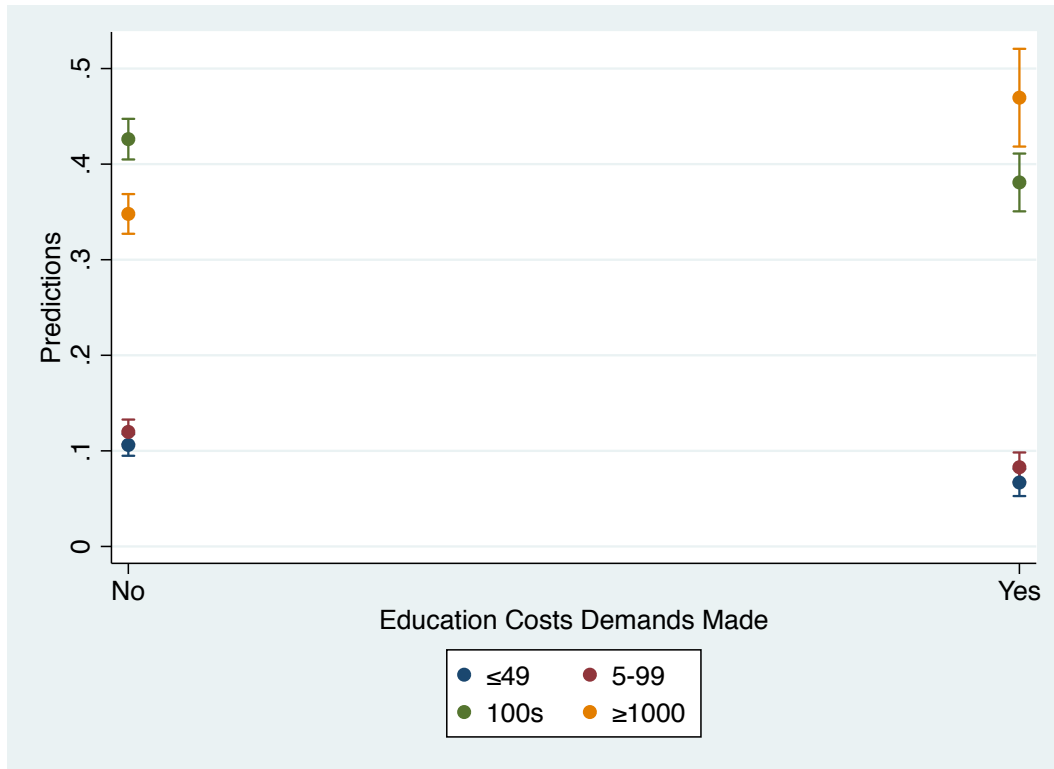 Predictions
.5
.4
.3
.2
.1
0
No Yes
Education Costs Demands Made
≤49 5-99
100s ≥1000